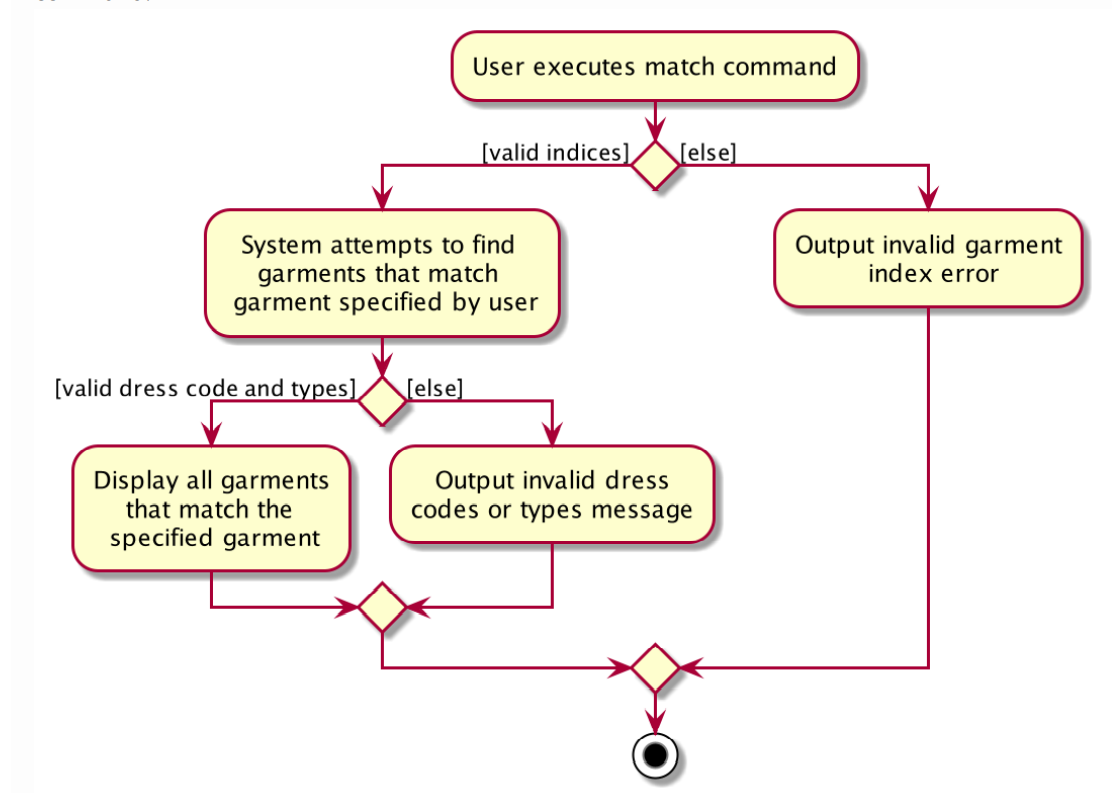 User executes match command
[valid indices]
[else]
System attempts to find
garments that match
garment specified by user
Output invalid garment
index error
[valid dress code and types]
[else]
Display all garments
that match the
specified garment
Output invalid dress
codes or types message